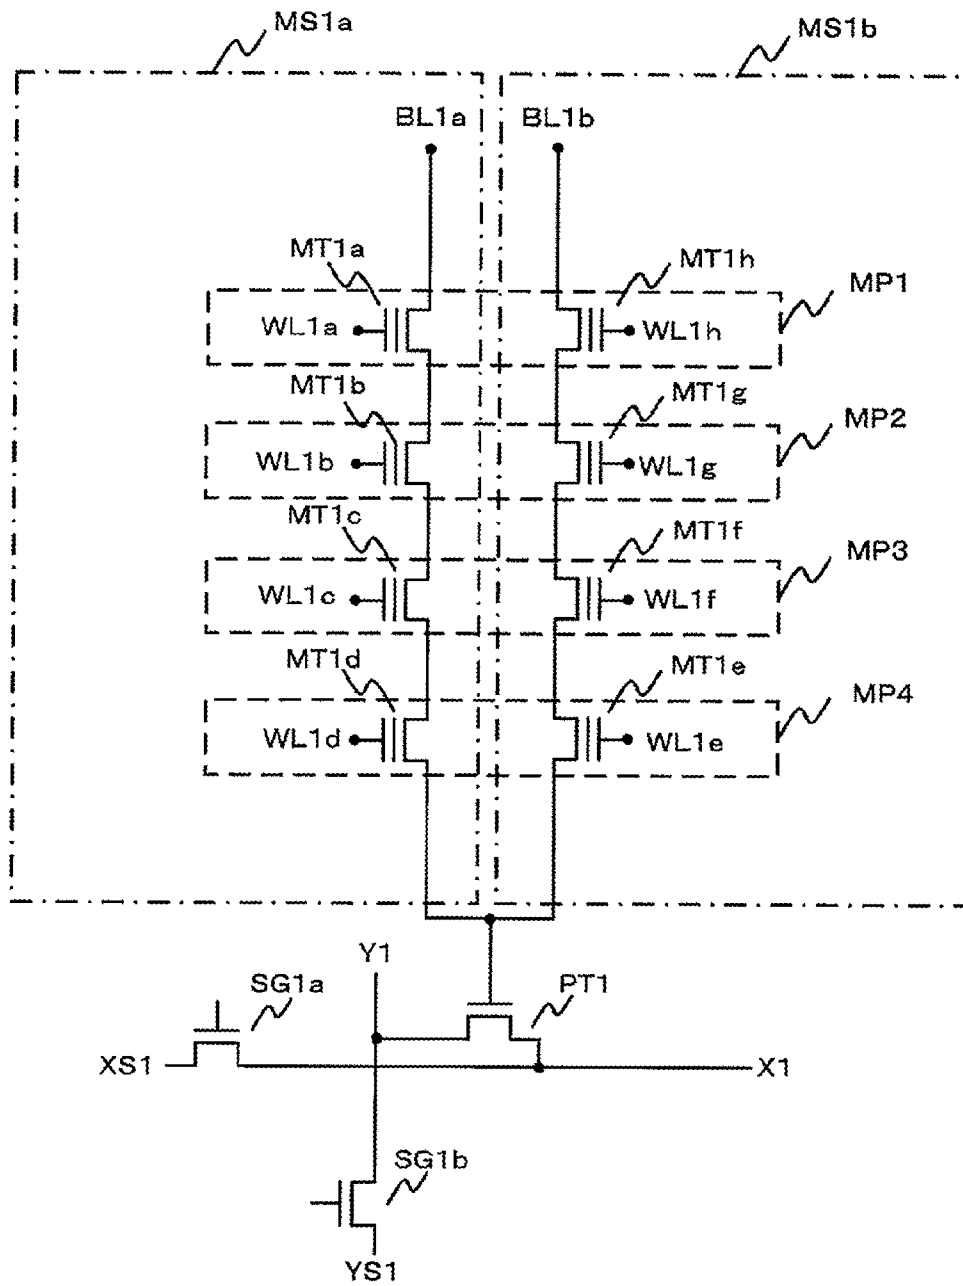 MS1a MS1b
BL1a BL1b
MT1a MT1h MP1
WL1a WL1h
MT1b MT1g MP2
WL1b WL1g
MT1c MT1f MP3
WL1c WL1f
MT1d MT1e MP4
WL1d WL1e
Y1
SG1a PT1
XS1 X1
SG1b
YS1